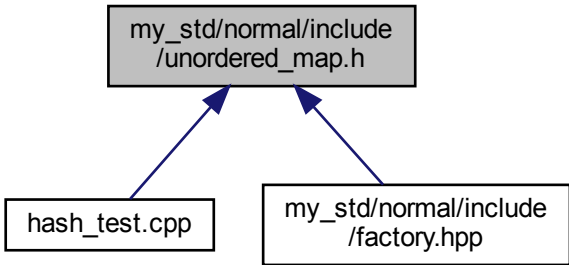 my_std/normal/include
/unordered_map.h
hash_test.cpp
my_std/normal/include
/factory.hpp